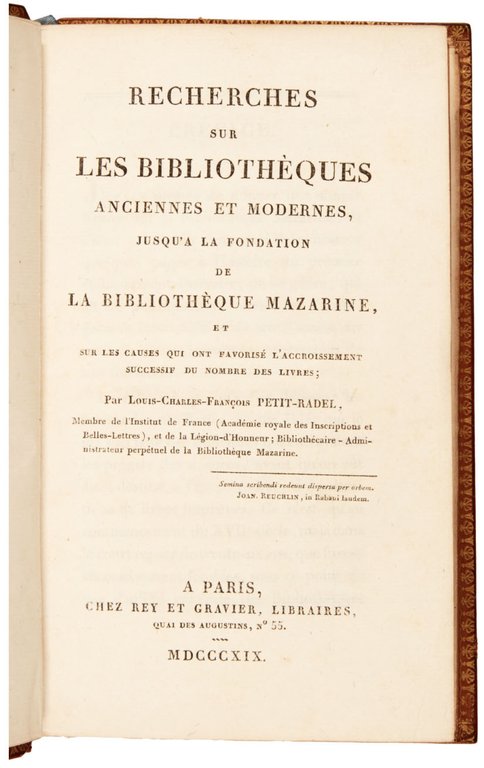 RECHERCHES
SUR
LES BIBLIOTHÈQUES
ANCIENNES ET MODERNES,
JUSQU'A LA FONDATION
DE
LA BIBLIOTHÈQUE MAZARINE,
ET
SUR LES CAUSES QUI ONT FAVORISÉ L'ACCROISSEMENT
SUCCESSIF DU NOMBRE DES LIVRES;
Par LOUIS-CHARLES-FRANÇOIS PETIT-RADEL,
Membre de l'Institut de France (Académie royale des Inscriptions et
Belles-Lettres), et de la Légion-d'Honneur; Bibliothécaire-Admi-
nistrateur perpétuel de la Bibliothèque Mazarine.
Semina scribendi redeunt dispersa per orbem.
JOAN. REUCHLIN, in Rabani laudem.
A PARIS,
CHEZ REY ET GRAVIER, LIBRAIRES,
QUAI DES AUGUSTINS, Nº 55.
MDCCCXIX.